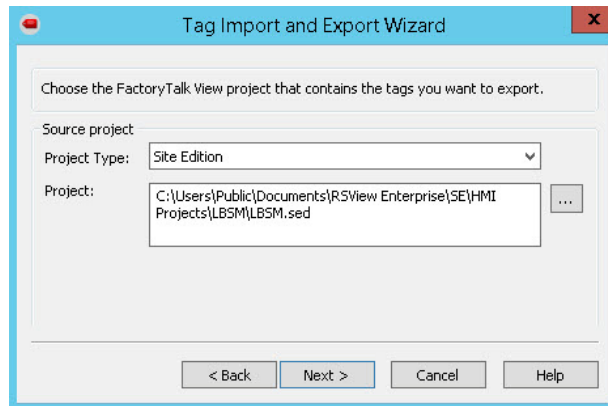 Tag Import and Export Wizard
x
Choose the FactoryTalk View project that contains the tags you want to export.
Source project
Project Type:
Site Edition
Project:
C:\Users\Public\Documents\RSView Enterprise\SE\HMI
Projects\LBSM\LBSM.sed
...
< Back
Next >
Cancel
Help